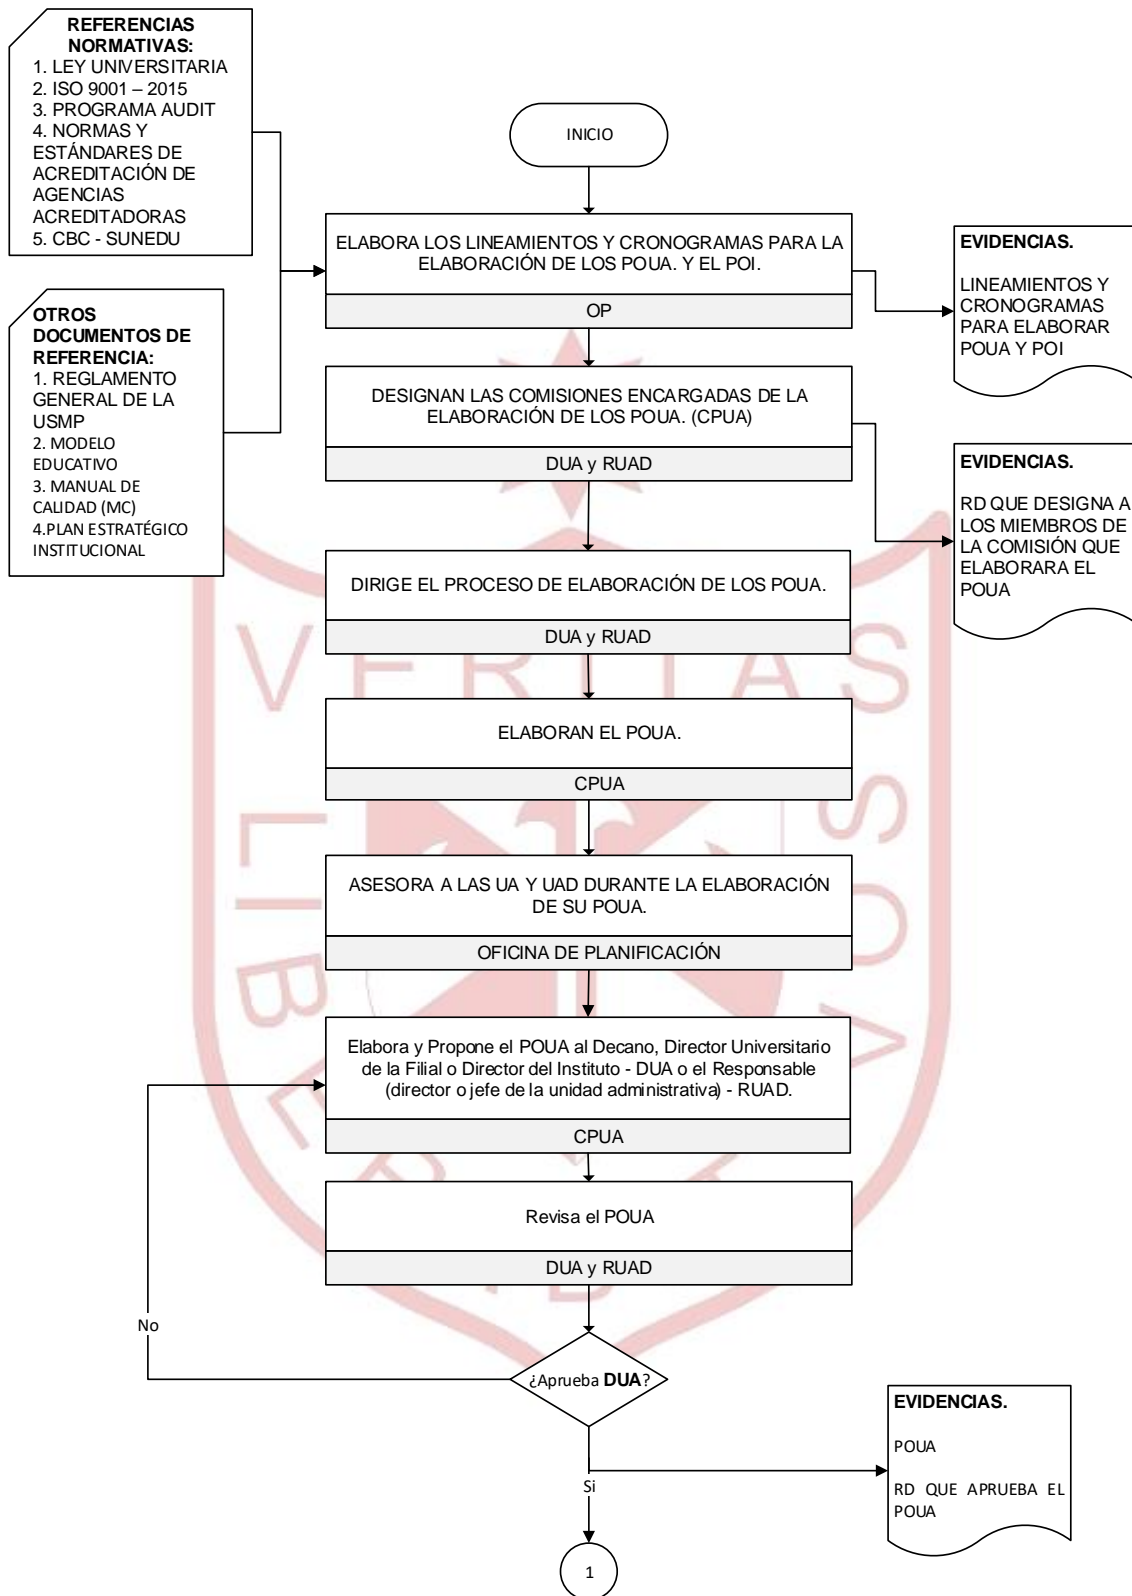 REFERENCIAS
NORMATIVAS:
1. LEY UNIVERSITARIA
2. ISO 9001 – 2015
3. PROGRAMA AUDIT
4. NORMAS Y
ESTÁNDARES DE
ACREDITACIÓN DE
AGENCIAS
ACREDITADORAS
5. CBC - SUNEDU
OTROS
DOCUMENTOS DE
REFERENCIA:
1. REGLAMENTO
GENERAL DE LA
USMP
2. MODELO
EDUCATIVO
3. MANUAL DE
CALIDAD (MC)
4.PLAN ESTRATÉGICO
INSTITUCIONAL
INICIO
ELABORA LOS LINEAMIENTOS Y CRONOGRAMAS PARA LA
ELABORACIÓN DE LOS POUA. Y EL POI.
OP
EVIDENCIAS.
LINEAMIENTOS Y
CRONOGRAMAS
PARA ELABORAR
POUA Y POI
DESIGNAN LAS COMISIONES ENCARGADAS DE LA
ELABORACIÓN DE LOS POUA. (CPUA)
DUA y RUAD
EVIDENCIAS.
RD QUE DESIGNA A
LOS MIEMBROS DE
LA COMISIÓN QUE
ELABORARA EL
POUA
DIRIGE EL PROCESO DE ELABORACIÓN DE LOS POUA.
DUA y RUAD
ELABORAN EL POUA.
CPUA
ASESORA A LAS UA Y UAD DURANTE LA ELABORACIÓN
DE SU POUA.
OFICINA DE PLANIFICACIÓN
Elabora y Propone el POUA al Decano, Director Universitario
de la Filial o Director del Instituto - DUA o el Responsable
(director o jefe de la unidad administrativa) - RUAD.
CPUA
Revisa el POUA
DUA y RUAD
No
¿Aprueba DUA?
Si
EVIDENCIAS.
POUA
RD QUE APRUEBA EL
POUA
1
VERITAS
LIBE
SOA